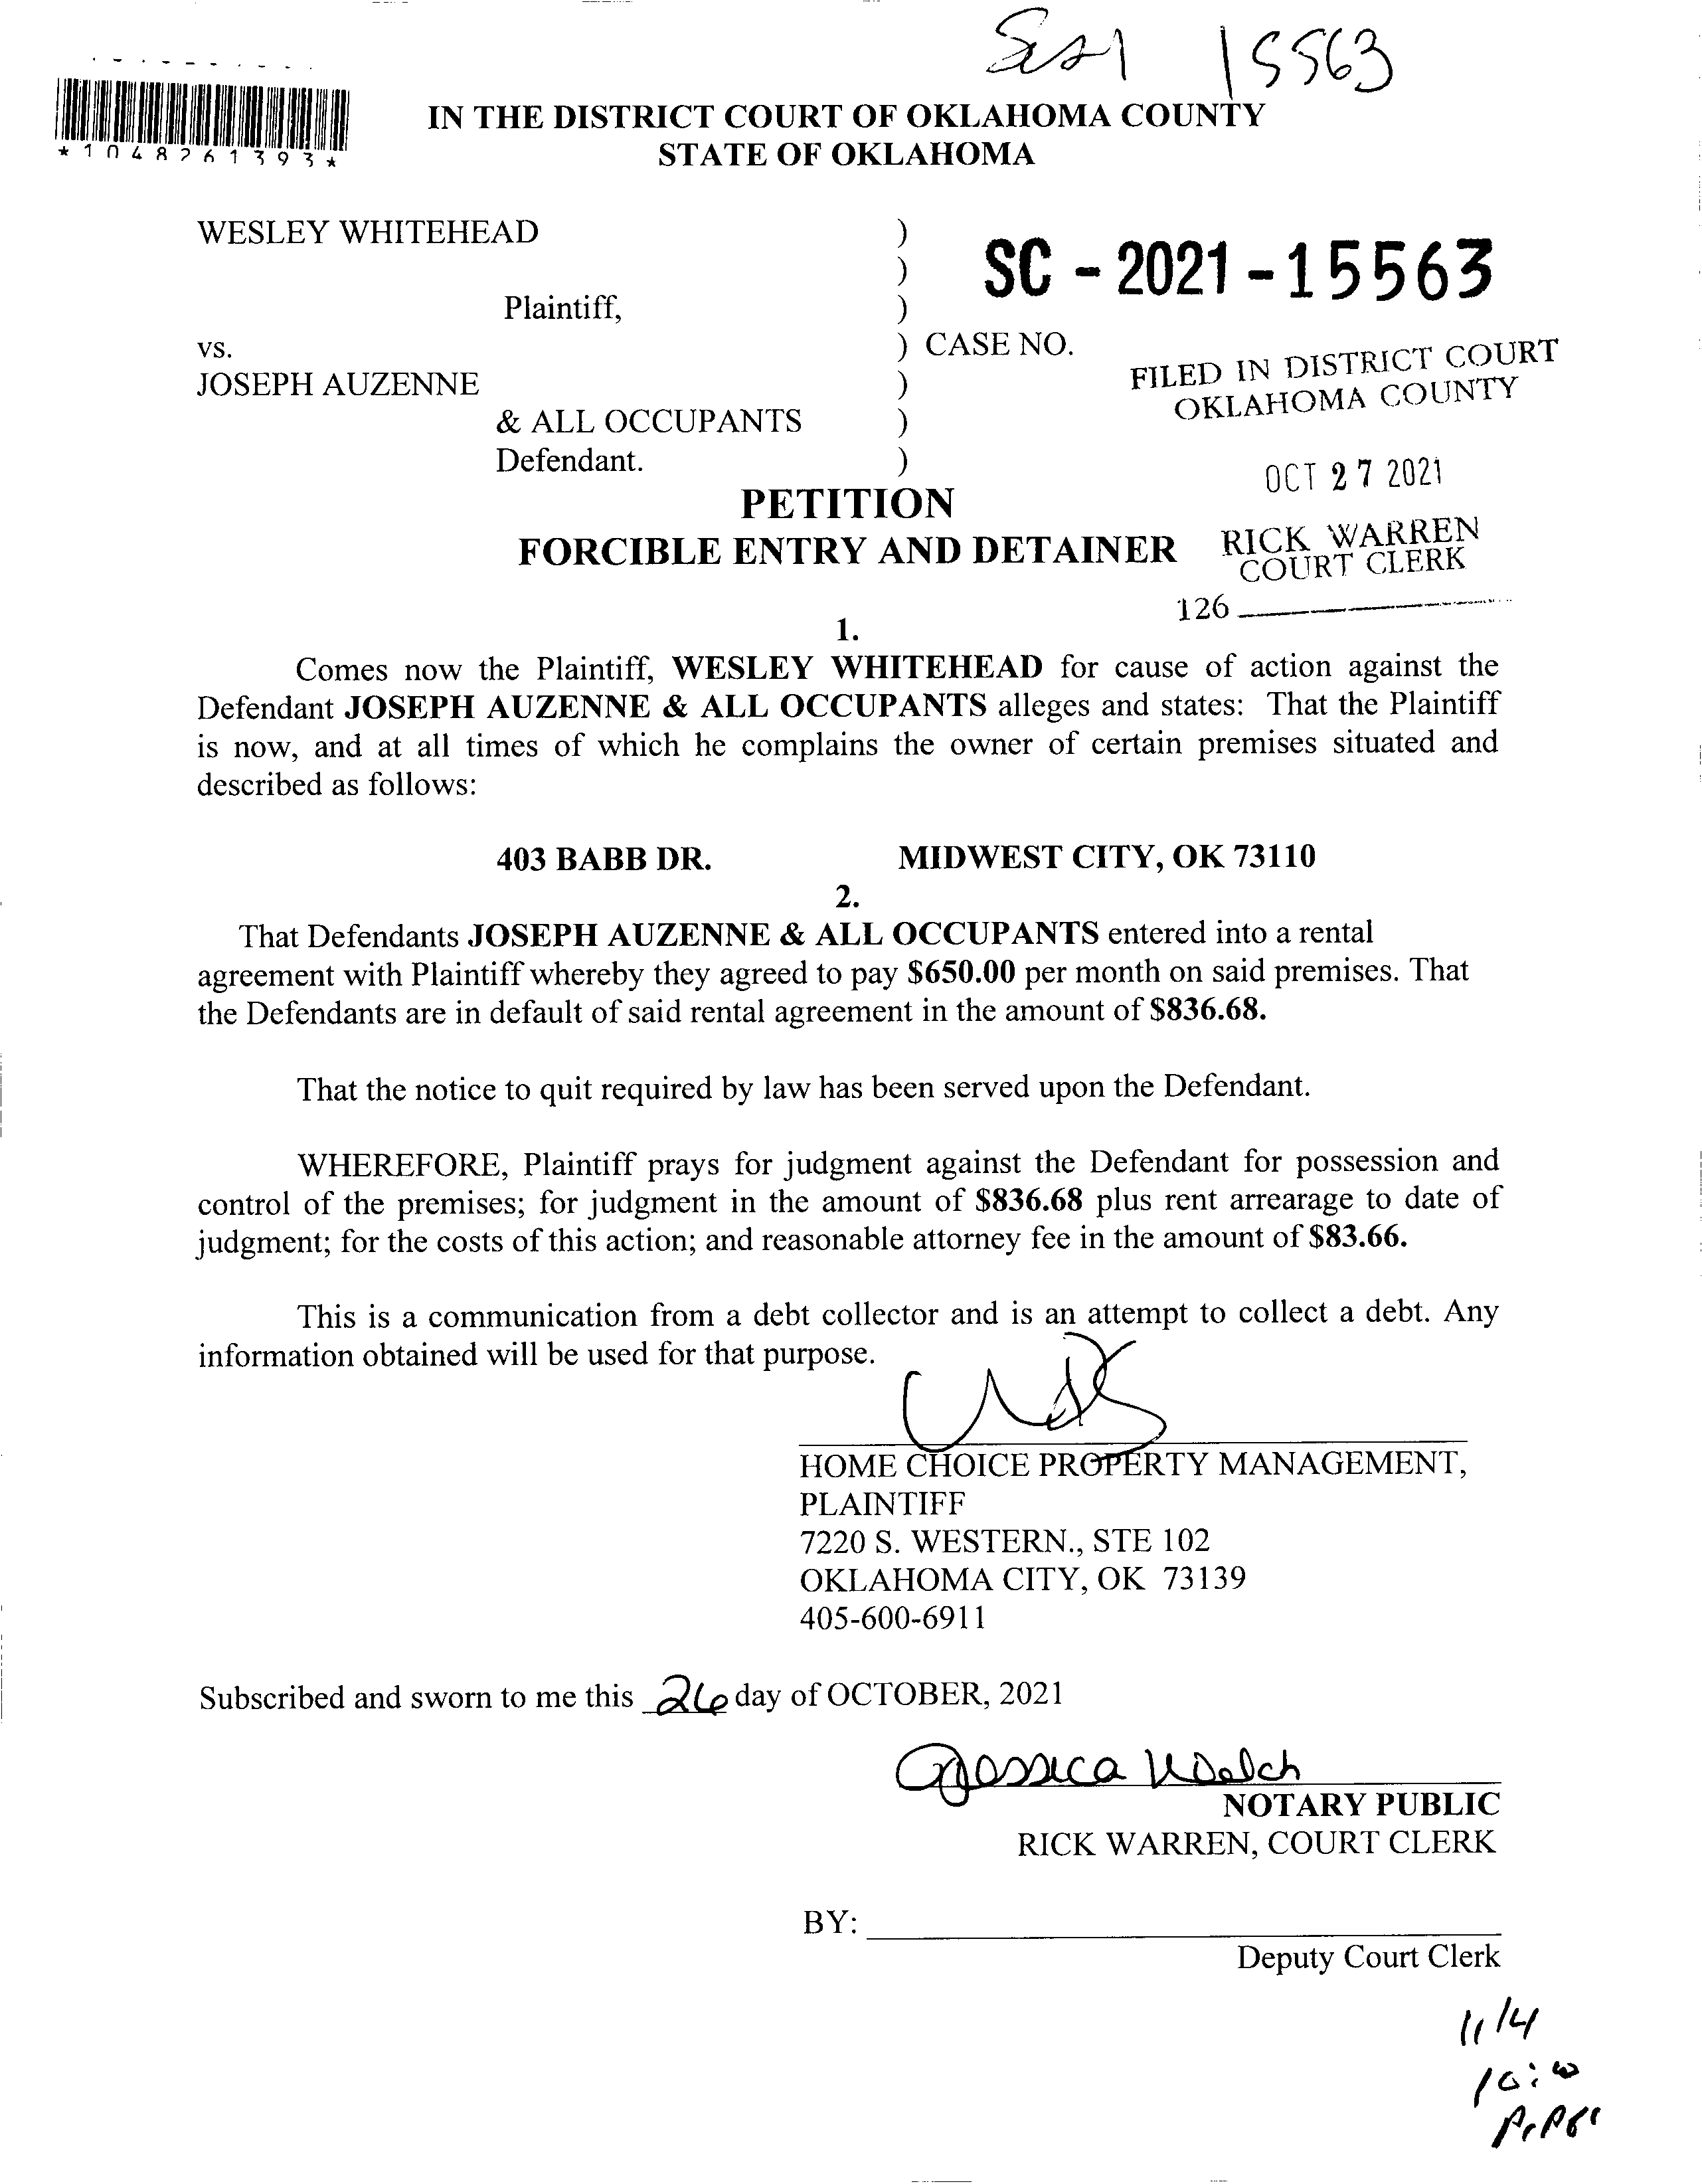 15563
*1048261393*
IN THE DISTRICT COURT OF OKLAHOMA COUNTY
STATE OF OKLAHOMA
WESLEY WHITEHEAD )
)
SC - 2021 - 15563
Plaintiff, )
vs. ) CASE NO.
JOSEPH AUZENNE )
FILED IN DISTRICT COURT
OKLAHOMA COUNTY
& ALL OCCUPANTS )
Defendant. )
OCT 27 2021
PETITION
FORCIBLE ENTRY AND DETAINER
RICK WARREN
COURT CLERK
126
1.
Comes now the Plaintiff, WESLEY WHITEHEAD for cause of action against the
Defendant JOSEPH AUZENNE & ALL OCCUPANTS alleges and states: That the Plaintiff
is now, and at all times of which he complains the owner of certain premises situated and
described as follows:
403 BABB DR. MIDWEST CITY, OK 73110
2.
That Defendants JOSEPH AUZENNE & ALL OCCUPANTS entered into a rental
agreement with Plaintiff whereby they agreed to pay $650.00 per month on said premises. That
the Defendants are in default of said rental agreement in the amount of $836.68.
That the notice to quit required by law has been served upon the Defendant.
WHEREFORE, Plaintiff prays for judgment against the Defendant for possession and
control of the premises; for judgment in the amount of $836.68 plus rent arrearage to date of
judgment; for the costs of this action; and reasonable attorney fee in the amount of $83.66.
This is a communication from a debt collector and is an attempt to collect a debt. Any
information obtained will be used for that purpose.
HOME CHOICE PROPERTY MANAGEMENT,
PLAINTIFF
7220 S. WESTERN., STE 102
OKLAHOMA CITY, OK 73139
405-600-6911
Subscribed and sworn to me this 26 day of OCTOBER, 2021
Jessica Welch
NOTARY PUBLIC
RICK WARREN, COURT CLERK
BY:
Deputy Court Clerk
11/4